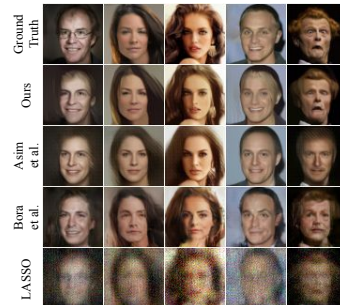 Ground
Truth
Ours
Asim
et al.
Bora
et al.
LASSO